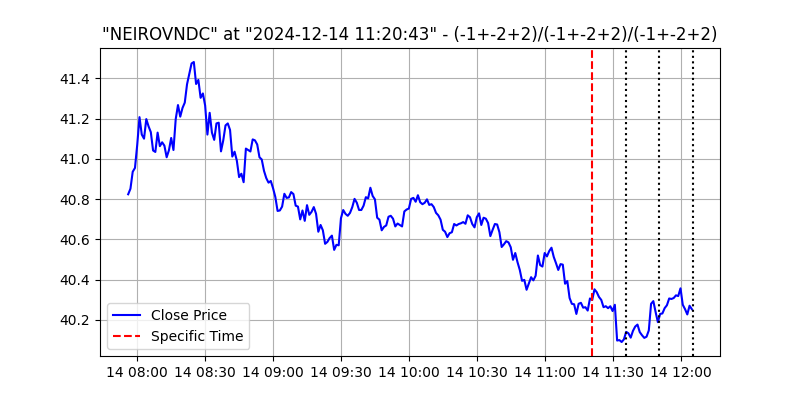 "NEIROVNDC" at "2024-12-14 11:20:43" - (-1+-2+2)/(-1+-2+2)/(-1+-2+2)
41.4
41.2
41.0
40.8
40.6
40.4
40.2
Close Price
Specific Time
14 08:00 14 08:30 14 09:00 14 09:30 14 10:00 14 10:30 14 11:00 14 11:30 14 12:00